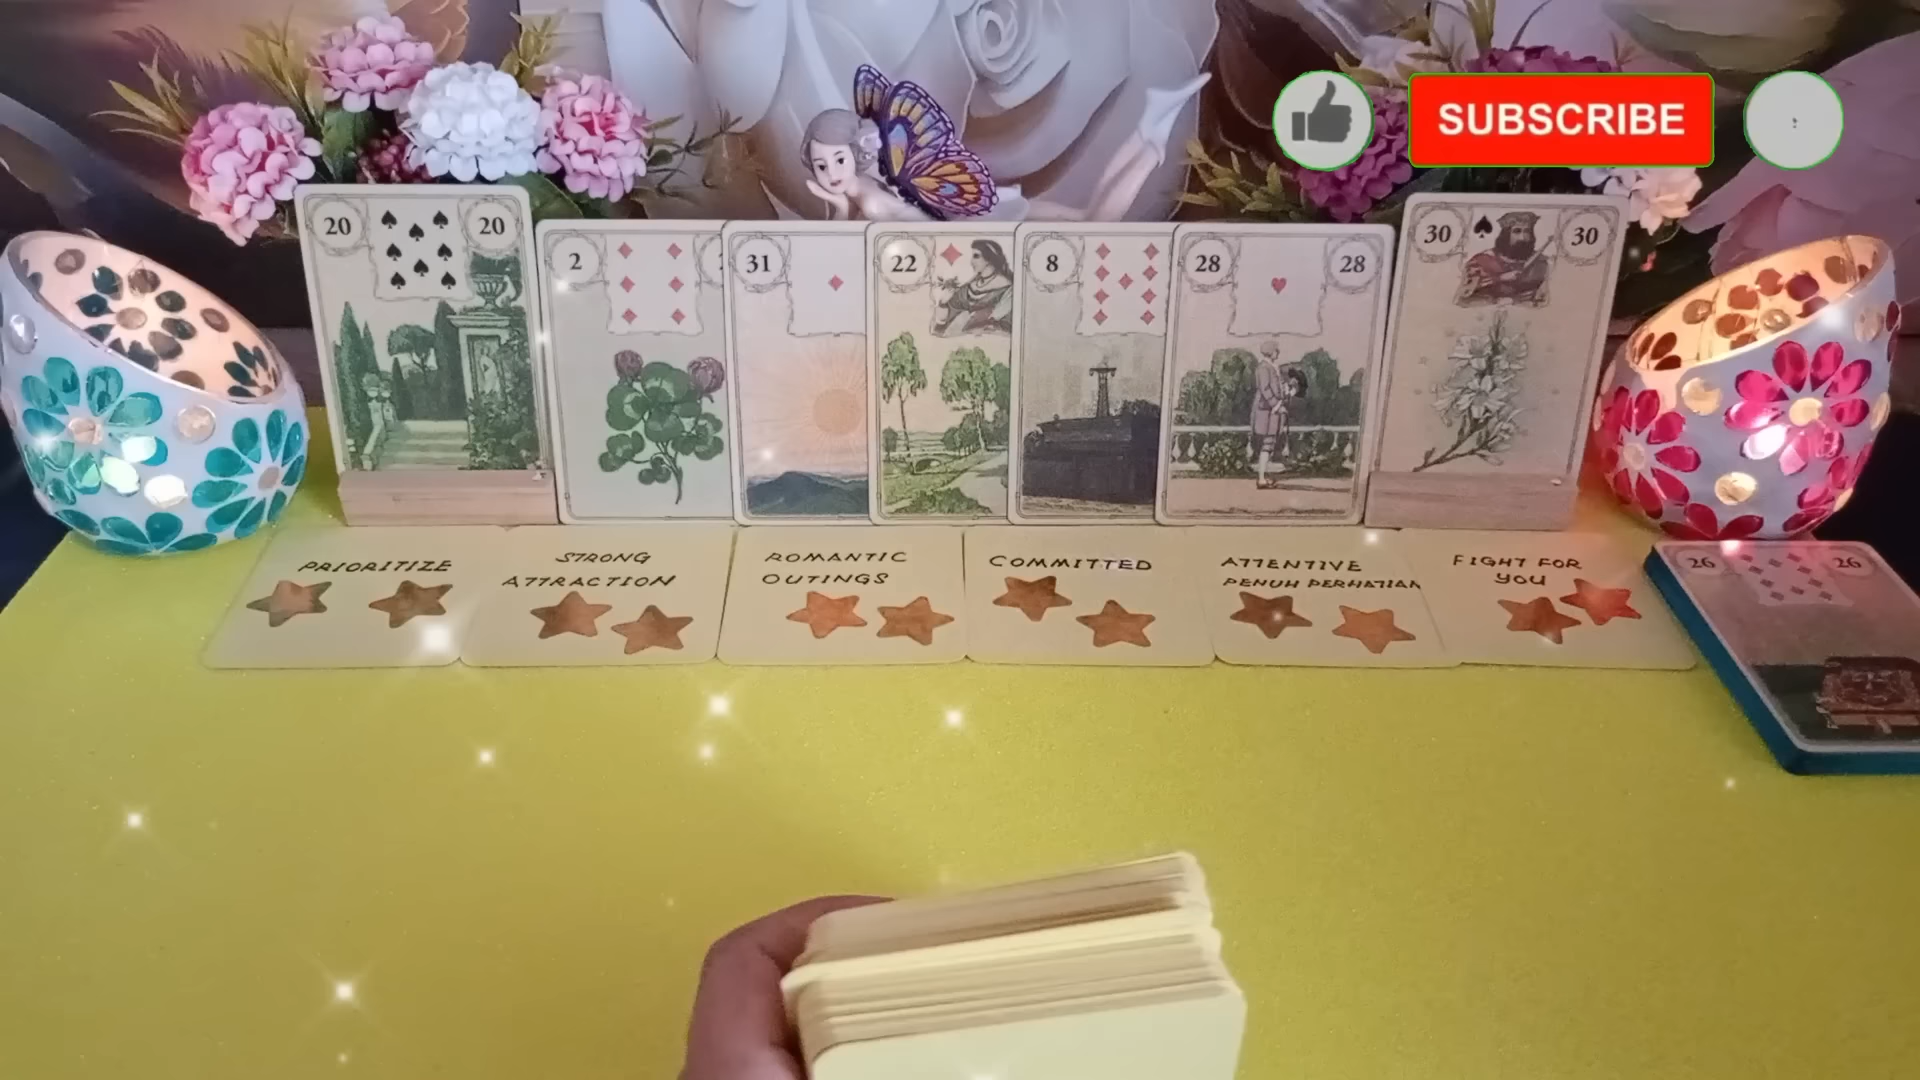 SUBSCRIBE
20 20
2
31
22
8
28 28
30 30
PRIORITIZE
STRONG
ATTRACTION
ROMANTIC
OUTINGS
COMMITTED
ATTENTIVE
PENUH PERHATIAN
FIGHT FOR
YOU
26 26